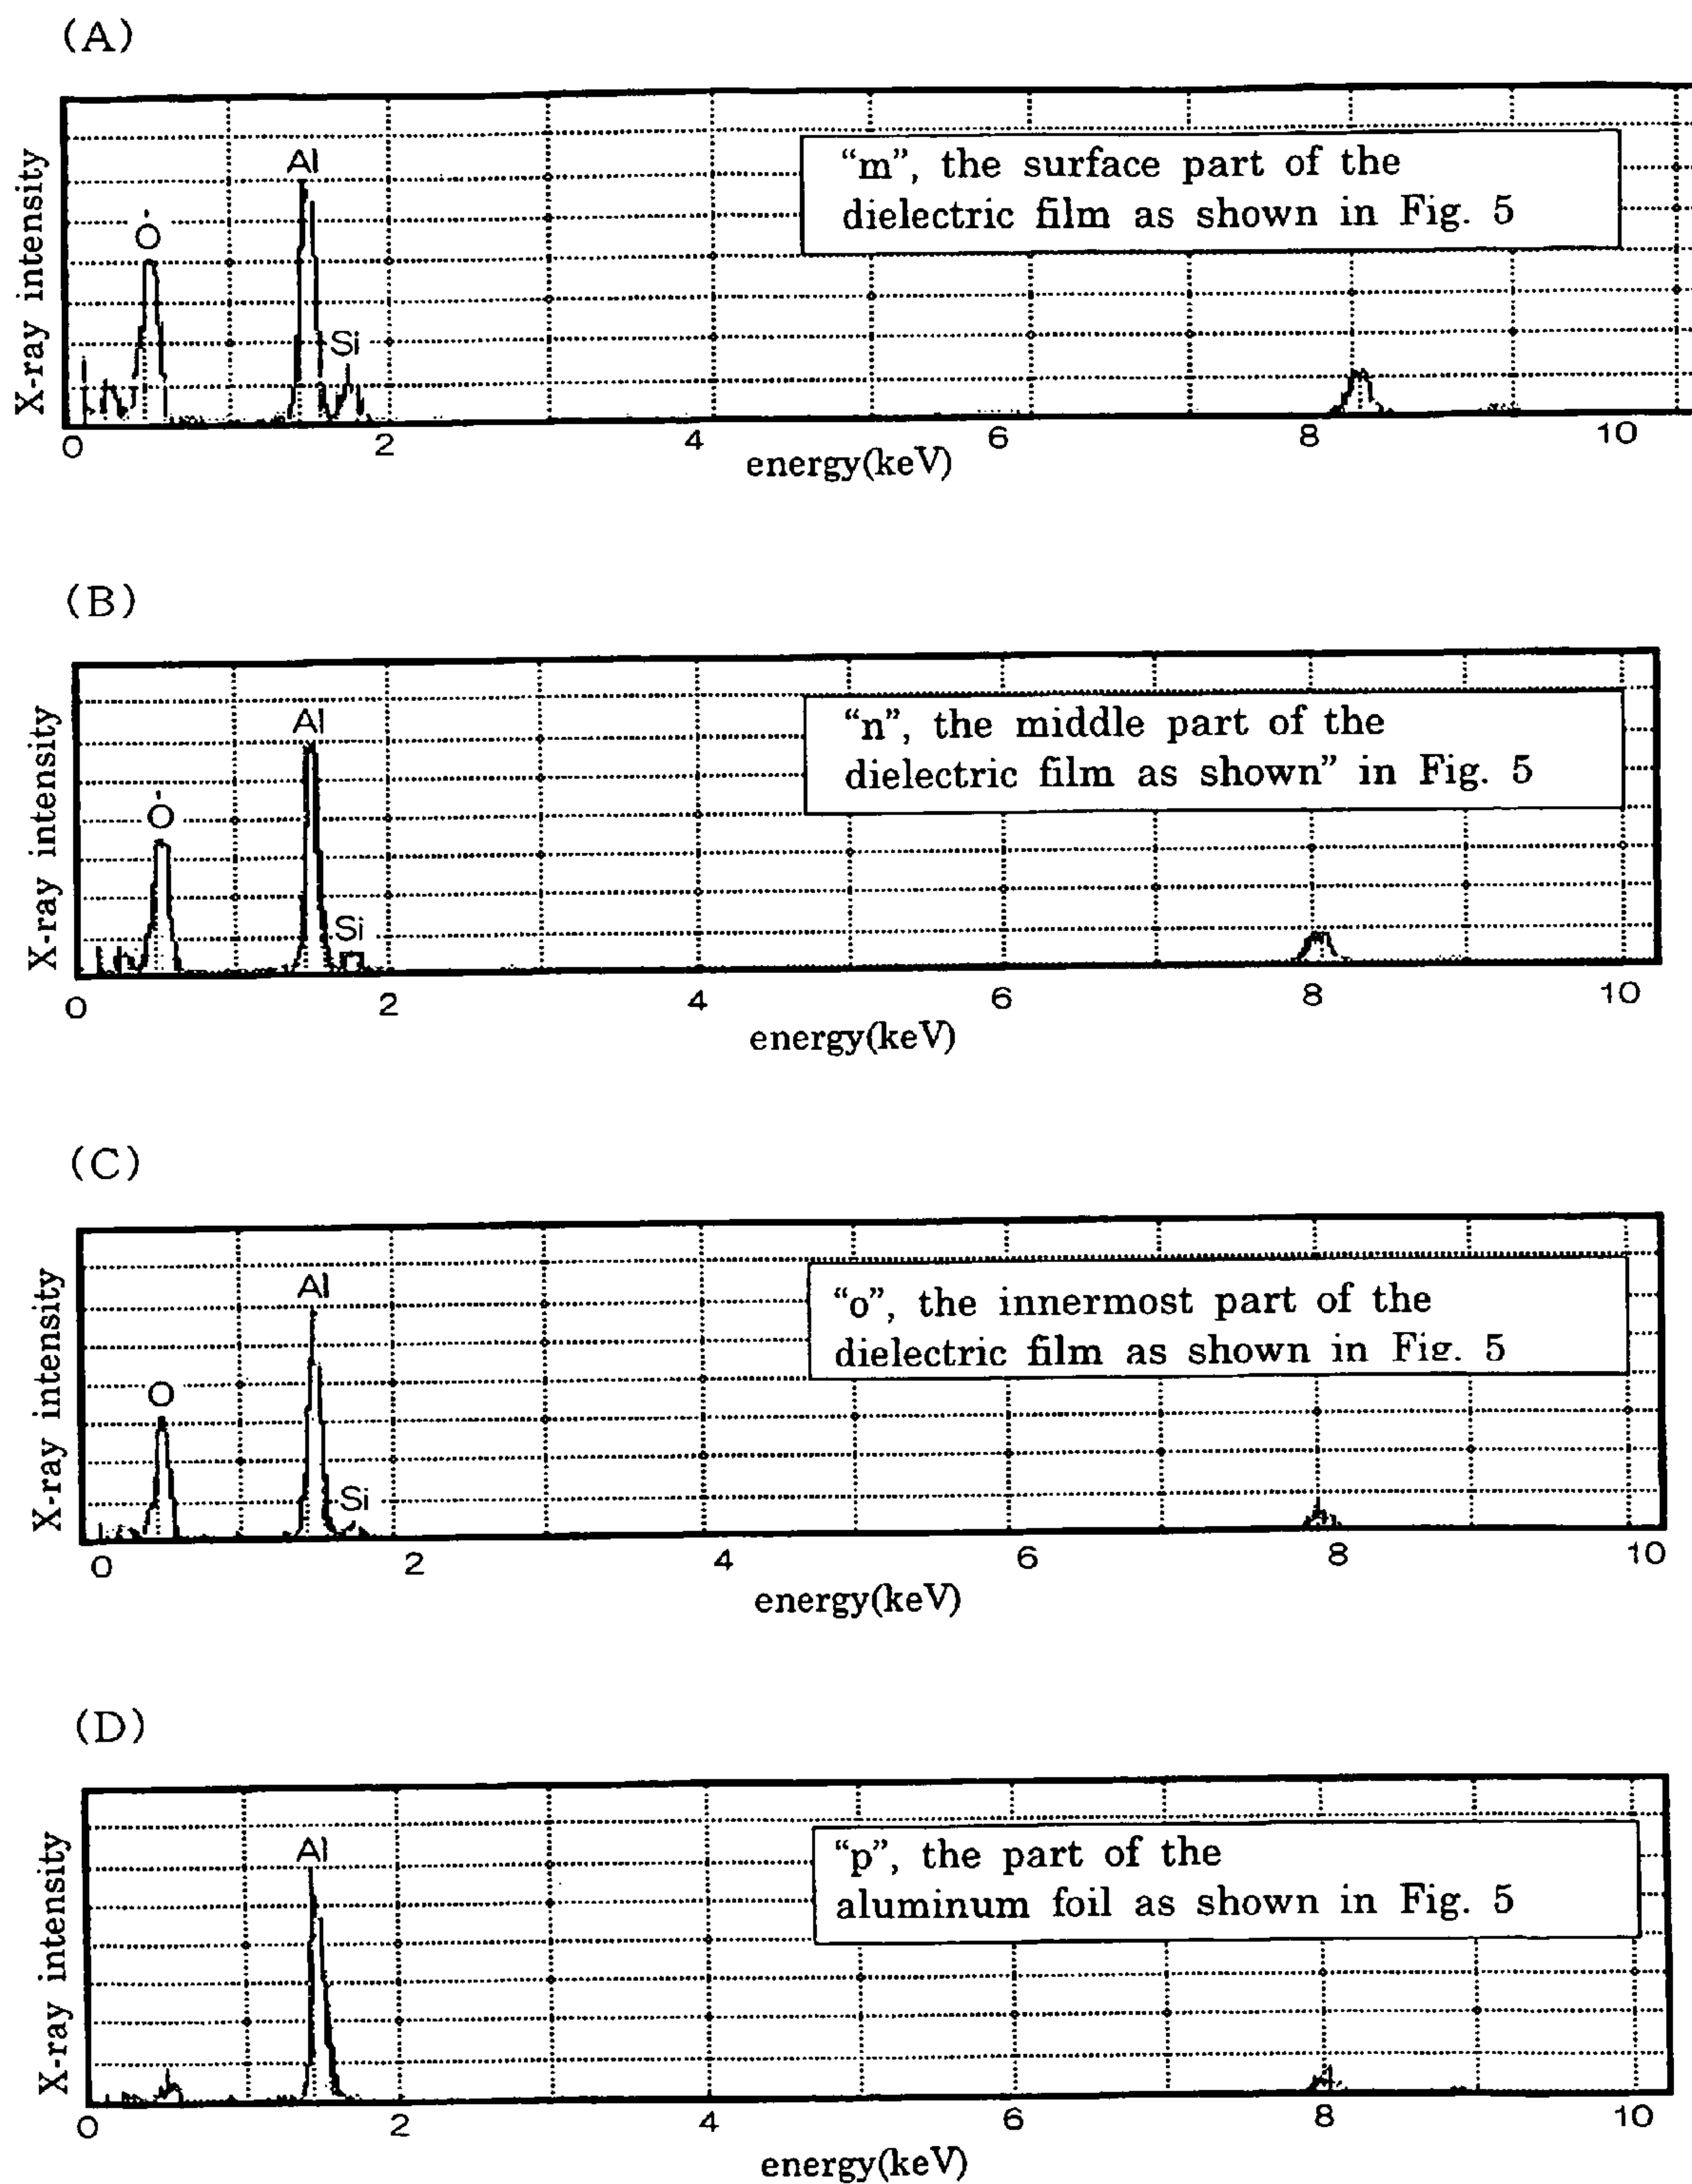 (A)
X-ray intensity
O
Al
Si
"m", the surface part of the
dielectric film as shown in Fig. 5
0 2 4 6 8 10
energy(keV)
(B)
X-ray intensity
O
Al
Si
"n", the middle part of the
dielectric film as shown" in Fig. 5
0 2 4 6 8 10
energy(keV)
(C)
X-ray intensity
O
Al
Si
"o", the innermost part of the
dielectric film as shown in Fig. 5
0 2 4 6 8 10
energy(keV)
(D)
X-ray intensity
Al
"p", the part of the
aluminum foil as shown in Fig. 5
0 2 4 6 8 10
energy(keV)